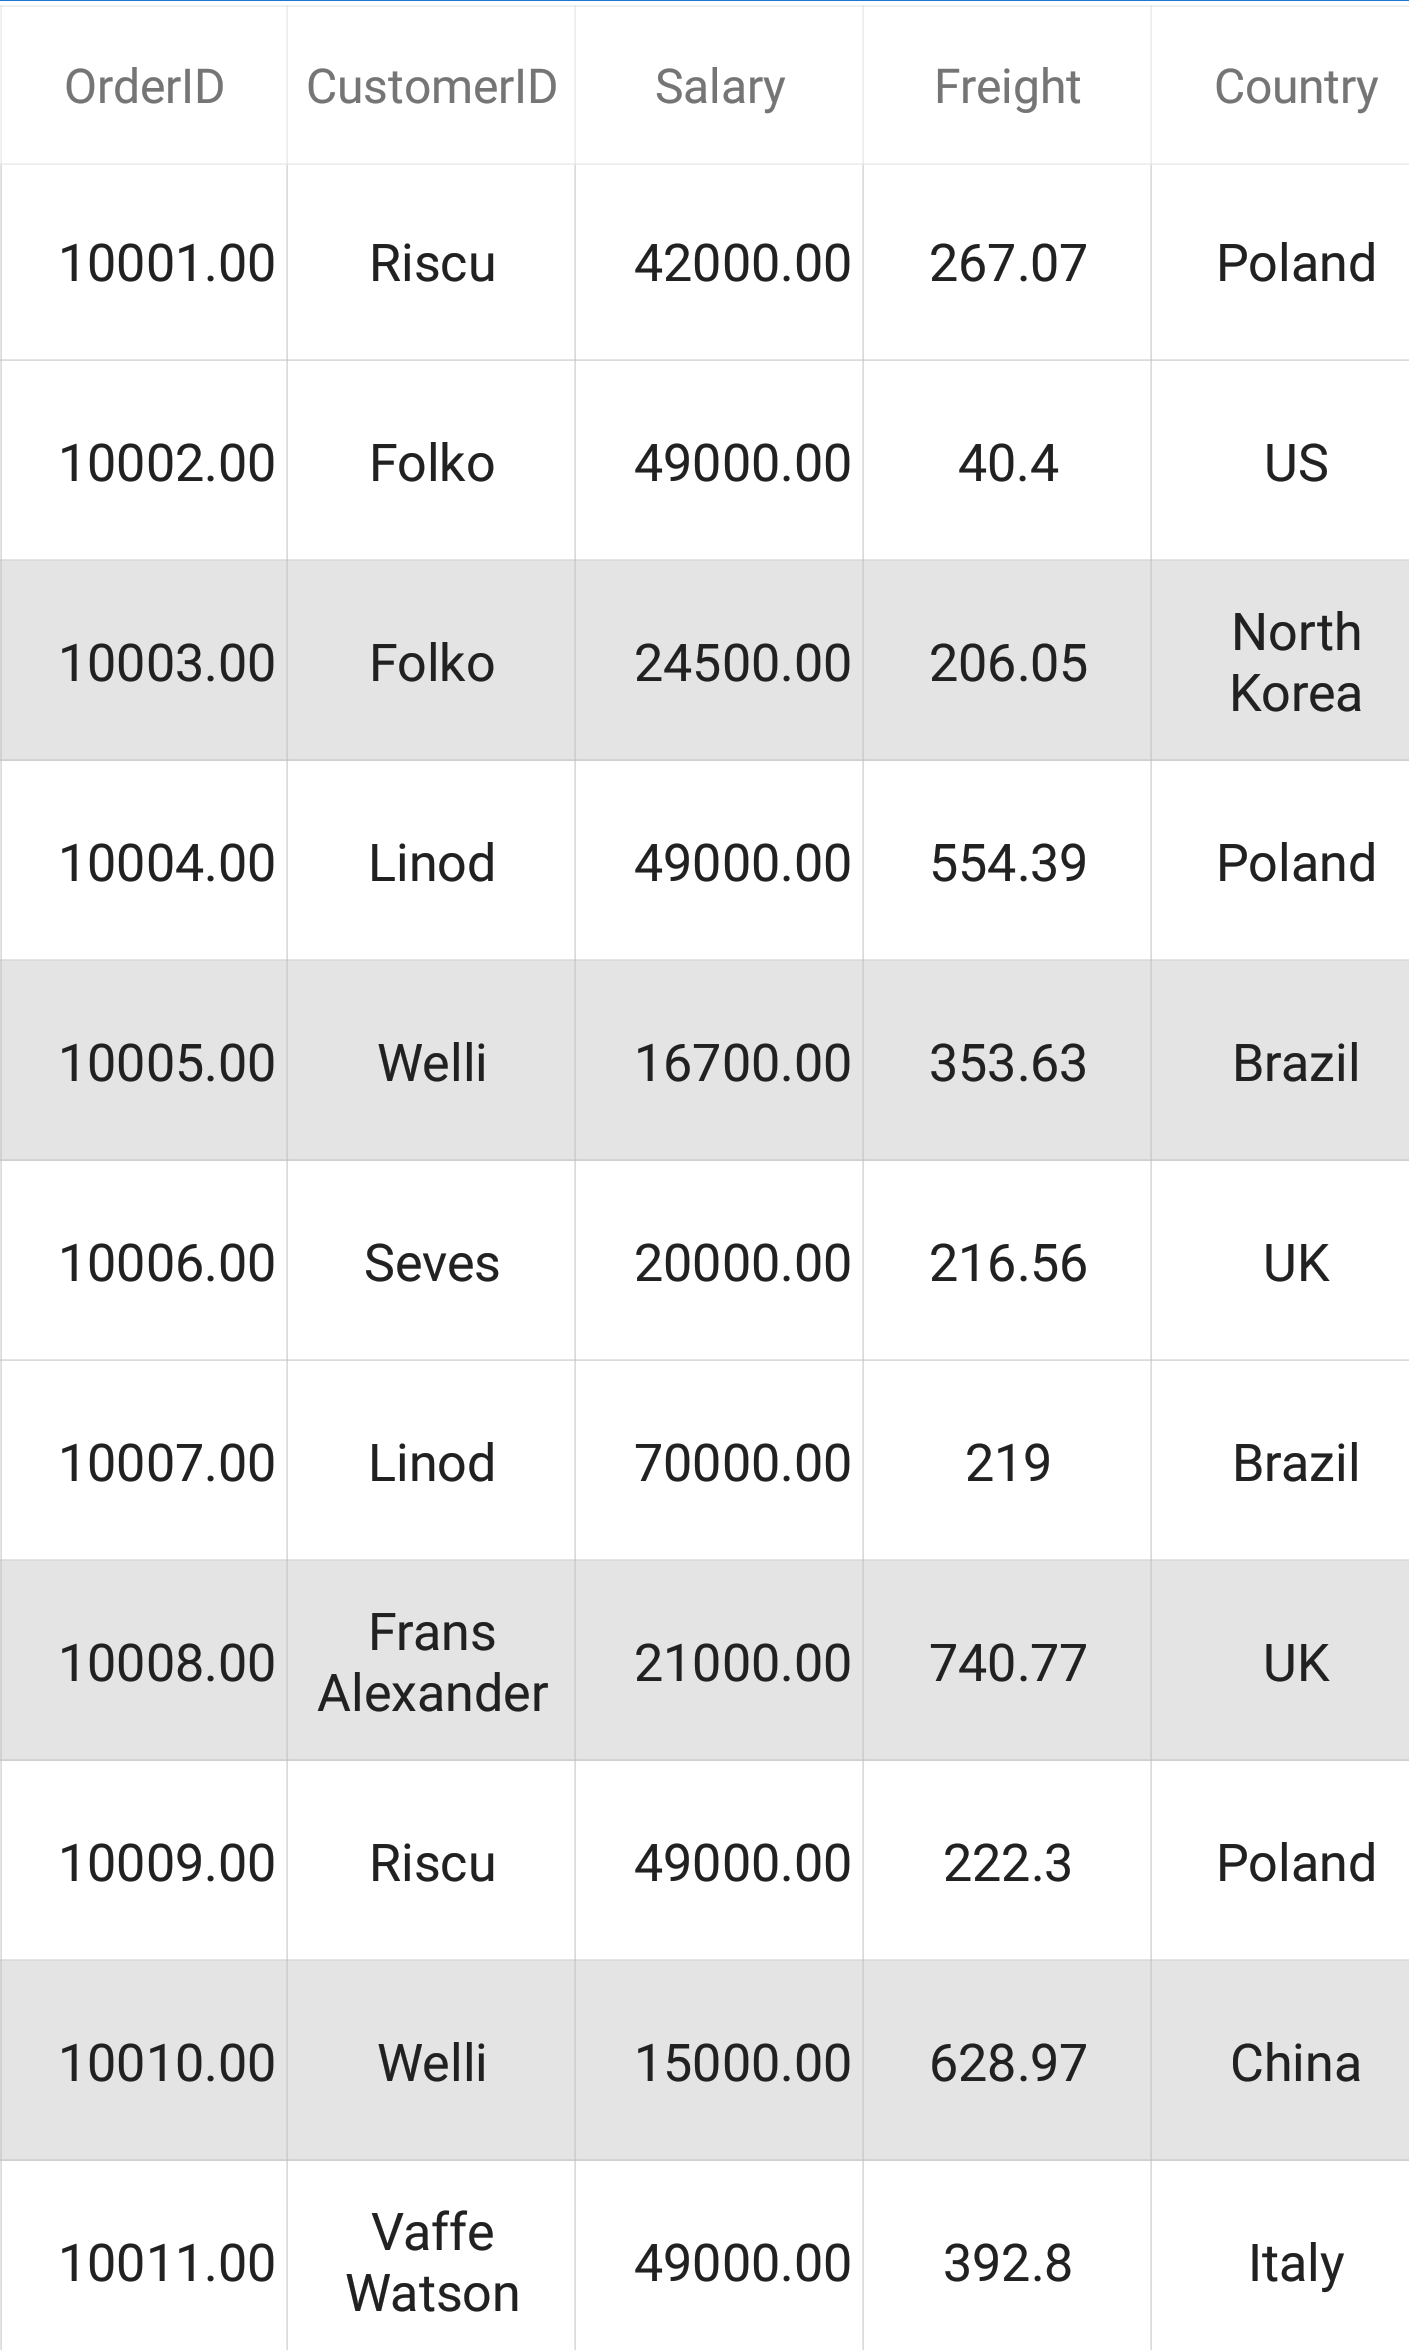 OrderID CustomerID Salary Freight Country
10001.00 Riscu 42000.00 267.07 Poland
10002.00 Folko 49000.00 40.4 US
10003.00 Folko 24500.00 206.05 North
Korea
10004.00 Linod 49000.00 554.39 Poland
10005.00 Welli 16700.00 353.63 Brazil
10006.00 Seves 20000.00 216.56 UK
10007.00 Linod 70000.00 219 Brazil
10008.00 Frans
Alexander 21000.00 740.77 UK
10009.00 Riscu 49000.00 222.3 Poland
10010.00 Welli 15000.00 628.97 China
10011.00 Vaffe
Watson 49000.00 392.8 Italy